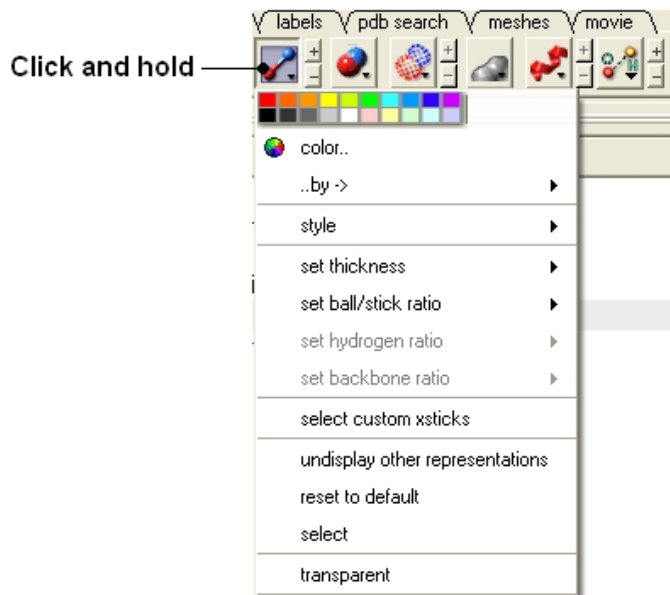 labels pdb search meshes movie
Click and hold
H
color..
..by ->
style
set thickness
set ball/stick ratio
set hydrogen ratio
set backbone ratio
select custom xsticks
undisplay other representations
reset to default
select
transparent